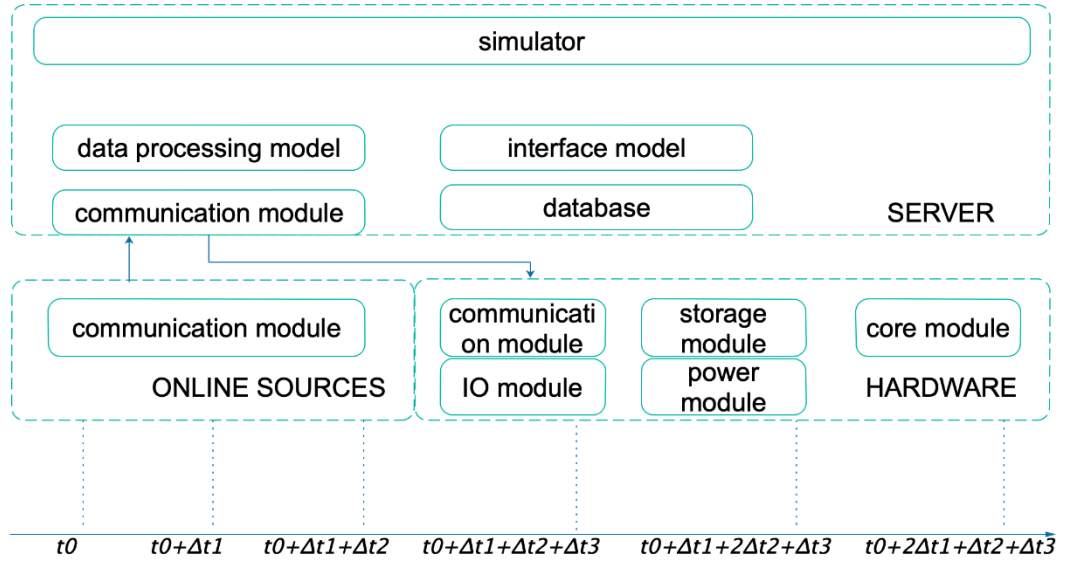 simulator
data processing model
interface model
communication module
database
SERVER
communication module
communicati
on module
storage
module
core module
ONLINE SOURCES
IO module
power
module
HARDWARE
t0
t0+Δt1
t0+Δt1+Δt2
t0+Δt1+Δt2+Δt3
t0+Δt1+2Δt2+Δt3
t0+2Δt1+Δt2+Δt3